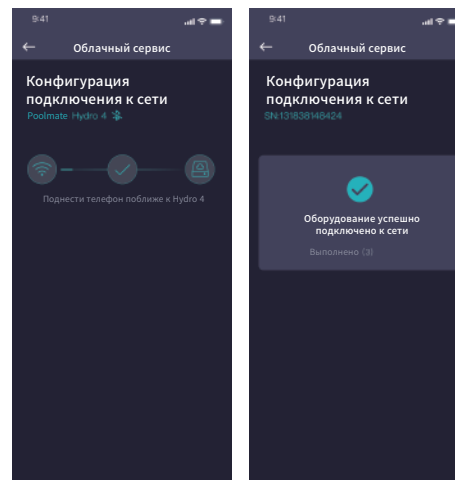 9:41
Облачный сервис
Конфигурация
подключения к сети
Poolmate Hydro 4
Поднести телефон поближе к Hydro 4
9:41
Облачный сервис
Конфигурация
подключения к сети
SN:131838148424
Оборудование успешно
подключено к сети
Выполнено (3)